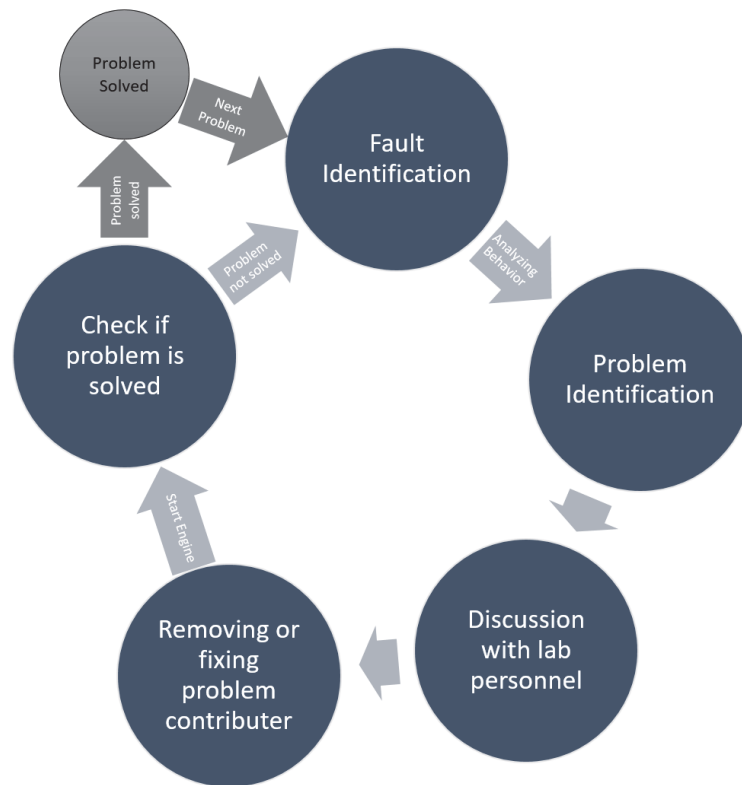 Problem
Solved
Next
Problem
Fault
Identification
Problem
solved
Problem
not solved
Analyzing
Behavior
Check if
problem is
solved
Problem
Identification
Start Engine
Discussion
with lab
personnel
Removing or
fixing
problem
contributer